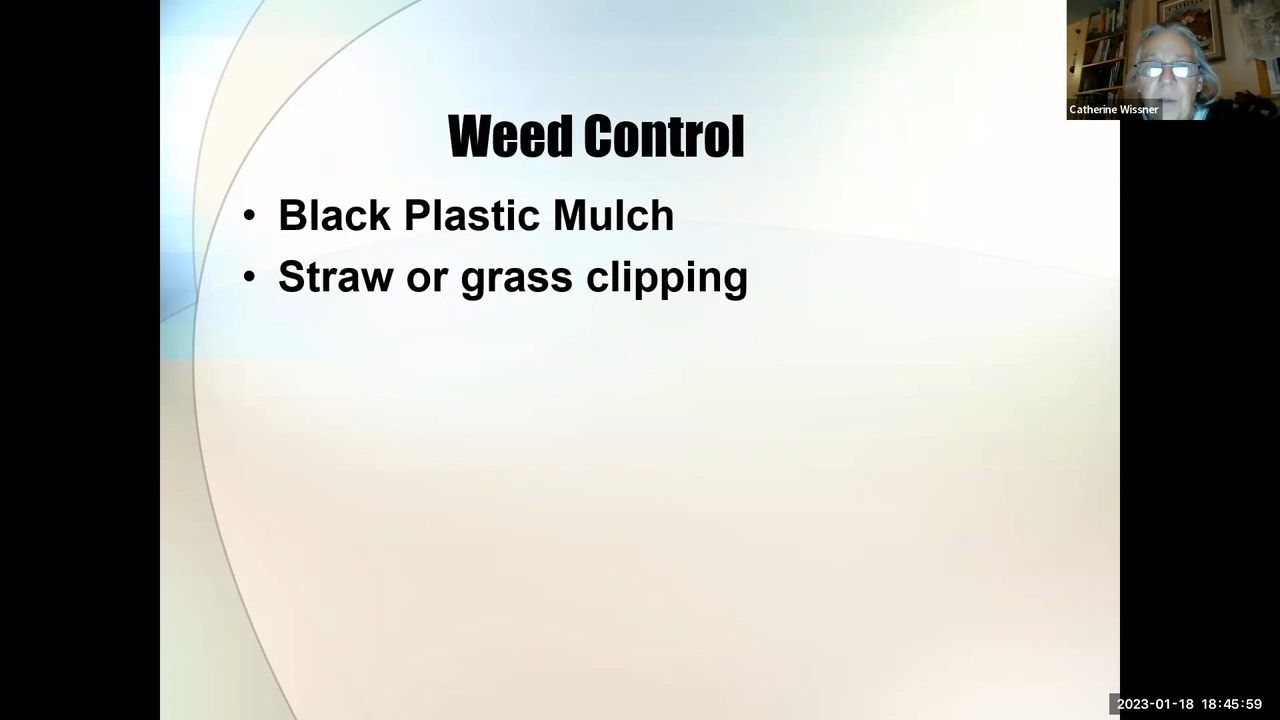 Weed Control
• Black Plastic Mulch
• Straw or grass clipping
Catherine Wissner
2023-01-18 18:45:59